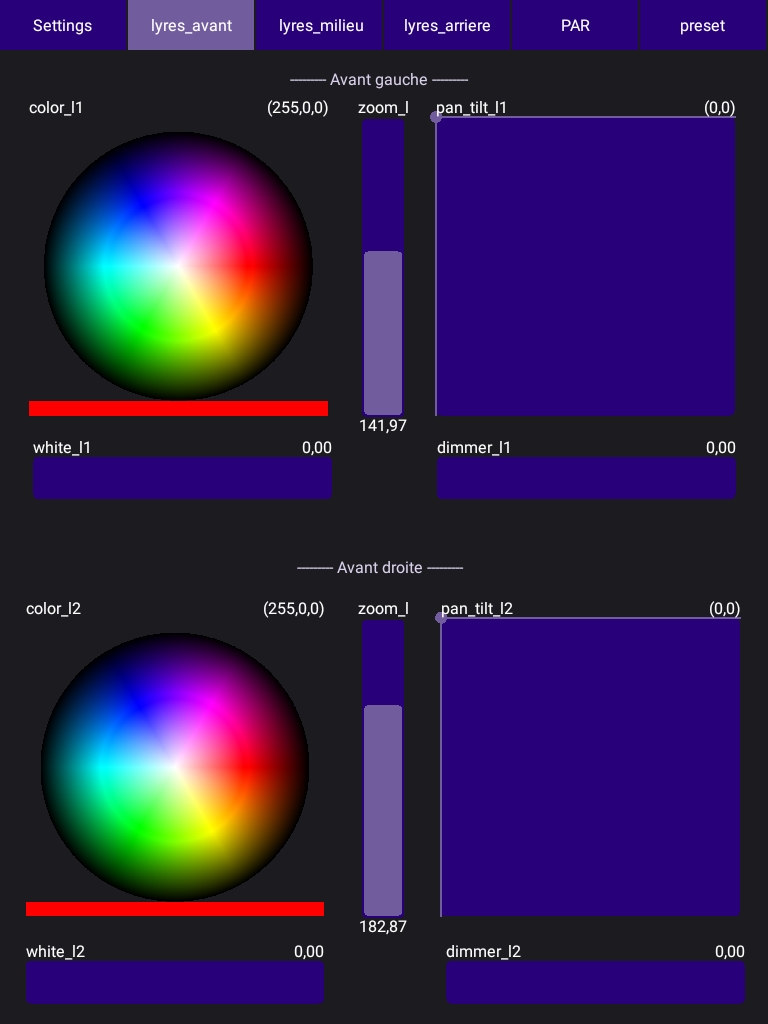 Settings lyres_avant lyres_milieu lyres_arriere PAR preset
--------- Avant gauche ---------
color_l1 (255,0,0) zoom_l pan_tilt_l1 (0,0)
141,97
white_l1 0,00 dimmer_l1 0,00
--------- Avant droite ---------
color_l2 (255,0,0) zoom_l pan_tilt_l2 (0,0)
182,87
white_l2 0,00 dimmer_l2 0,00